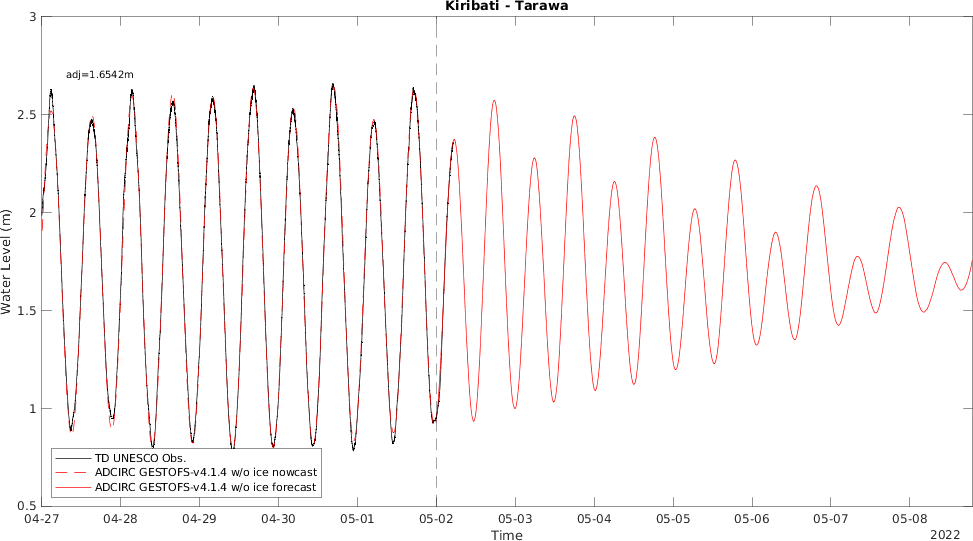 Kiribati - Tarawa
3
adj=1.6542m
2.5
2
Water Level (m)
1.5
1
TD UNESCO Obs.
ADCIRC GESTOFS-v4.1.4 w/o ice nowcast
ADCIRC GESTOFS-v4.1.4 w/o ice forecast
0.5
04-27 04-28 04-29 04-30 05-01 05-02 05-03 05-04 05-05 05-06 05-07 05-08
Time
2022